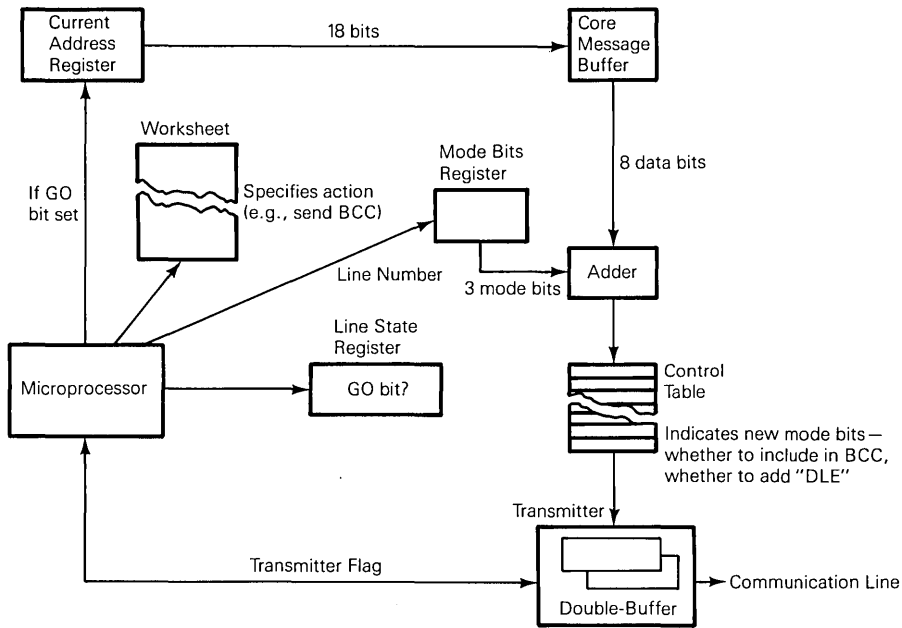 Current
Address
Register
18 bits
Core
Message
Buffer
Worksheet
Mode Bits
Register
8 data bits
If GO
bit set
Specifies action
(e.g., send BCC)
Line Number
3 mode bits
Adder
Line State
Register
Microprocessor
GO bit?
Control
Table
Indicates new mode bits—
whether to include in BCC,
whether to add "DLE"
Transmitter
Transmitter Flag
Double-Buffer
Communication Line